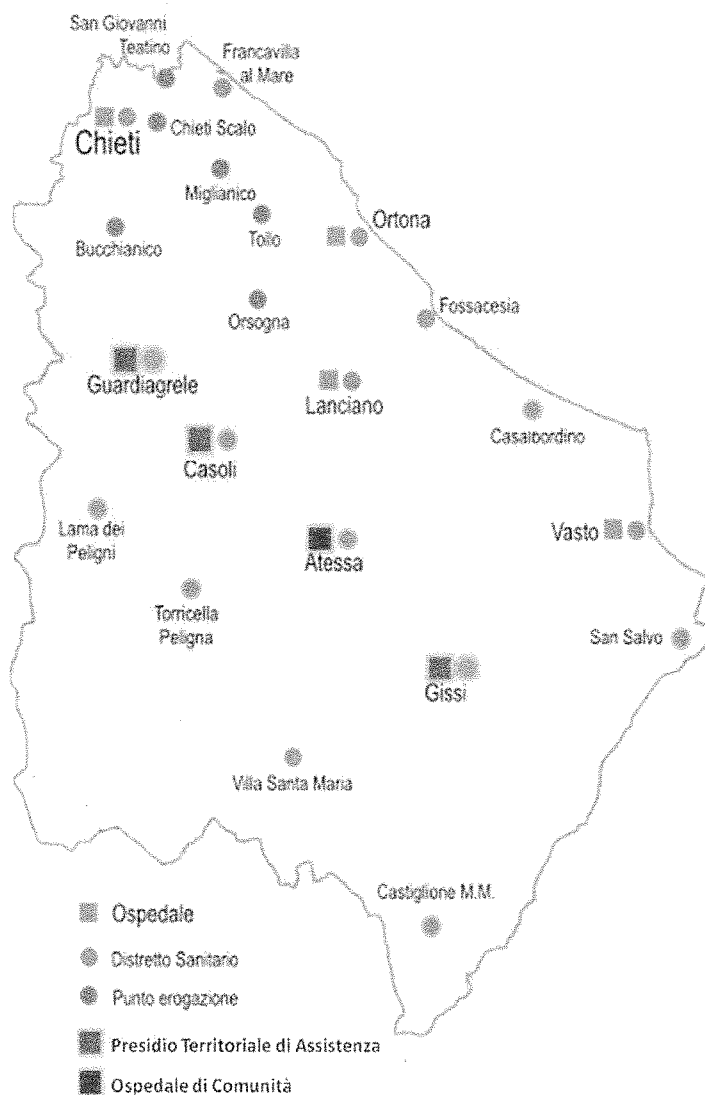 San Giovanni
Teatino
Francavilla
al Mare
Chieti
Chieti Scalo
Miglianico
Tollo
Ortona
Bucchianico
Orsogna
Fossacesia
Guardiagrele
Lanciano
Casalbordino
Casoli
Lama dei
Peligni
Atessa
Vasto
Torricella
Peligna
San Salvo
Gissi
Villa Santa Maria
Castiglione M.M.
Ospedale
Distretto Sanitario
Punto erogazione
Presidio Territoriale di Assistenza
Ospedale di Comunità